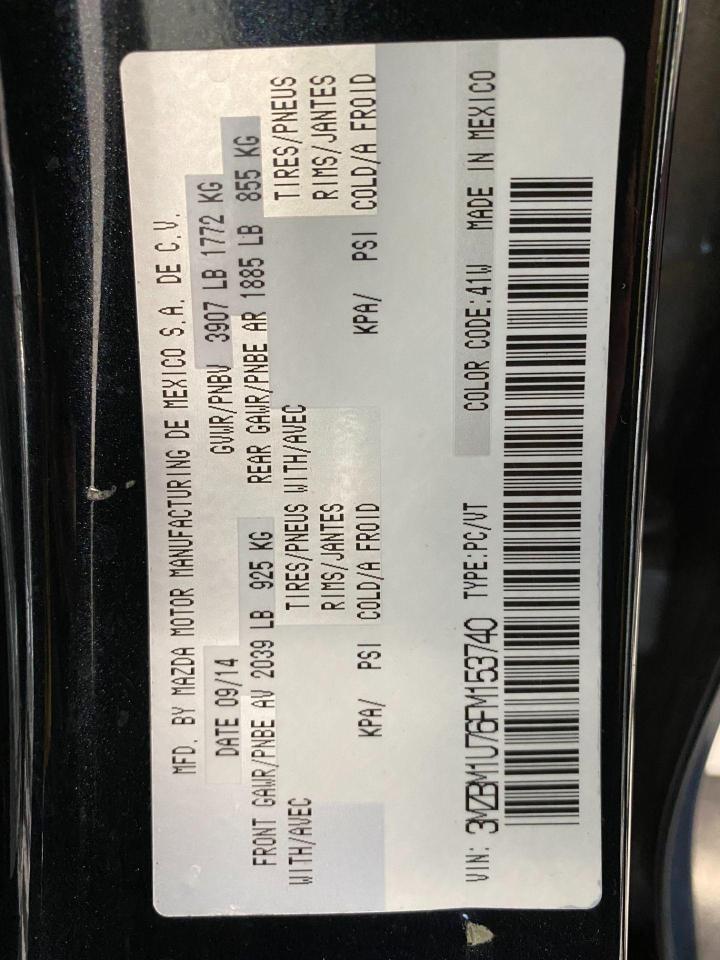 MFD. BY MAZDA MOTOR MANUFACTURING DE MEXICO S.A. DE C.V.
DATE 09/14 GVWR/PNBV 3907 LB 1772 KG
FRONT GAWR/PNBE AV 2039 LB 925 KG REAR GAWR/PNBE AR 1885 LB 855 KG
WITH/AVEC TIRES/PNEUS WITH/AVEC TIRES/PNEUS
RIMS/JANTES RIMS/JANTES
KPA/ PSI COLD/A FROID KPA/ PSI COLD/A FROID
VIN: 3MZBM1U76FM153740 TYPE:PC/VT COLOR CODE:41W MADE IN MEXICO